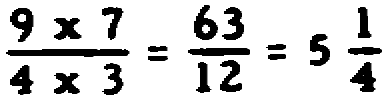 9 x 7 / 4 x 3 = 63 / 12 = 5 1/4